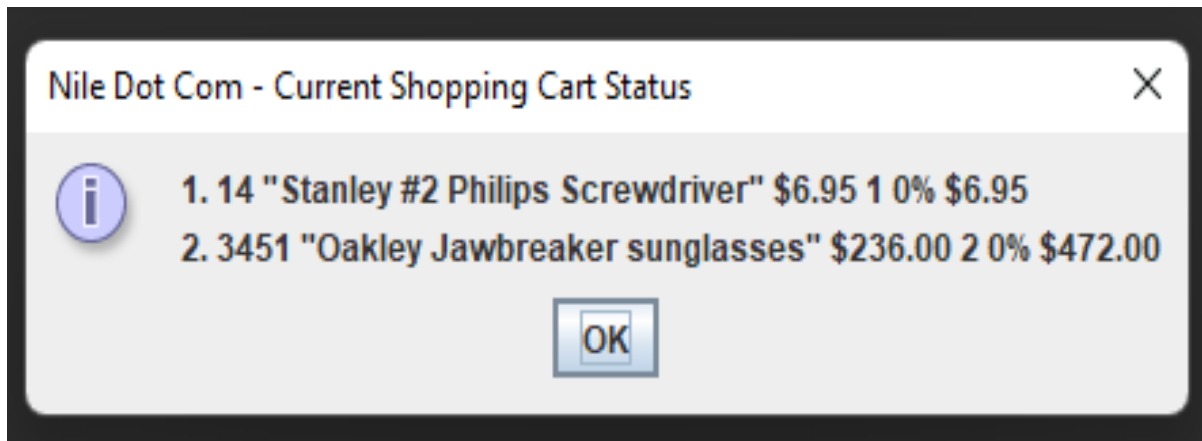 Nile Dot Com - Current Shopping Cart Status
1. 14 "Stanley #2 Philips Screwdriver" $6.95 1 0% $6.95
2. 3451 "Oakley Jawbreaker sunglasses" $236.00 2 0% $472.00
OK